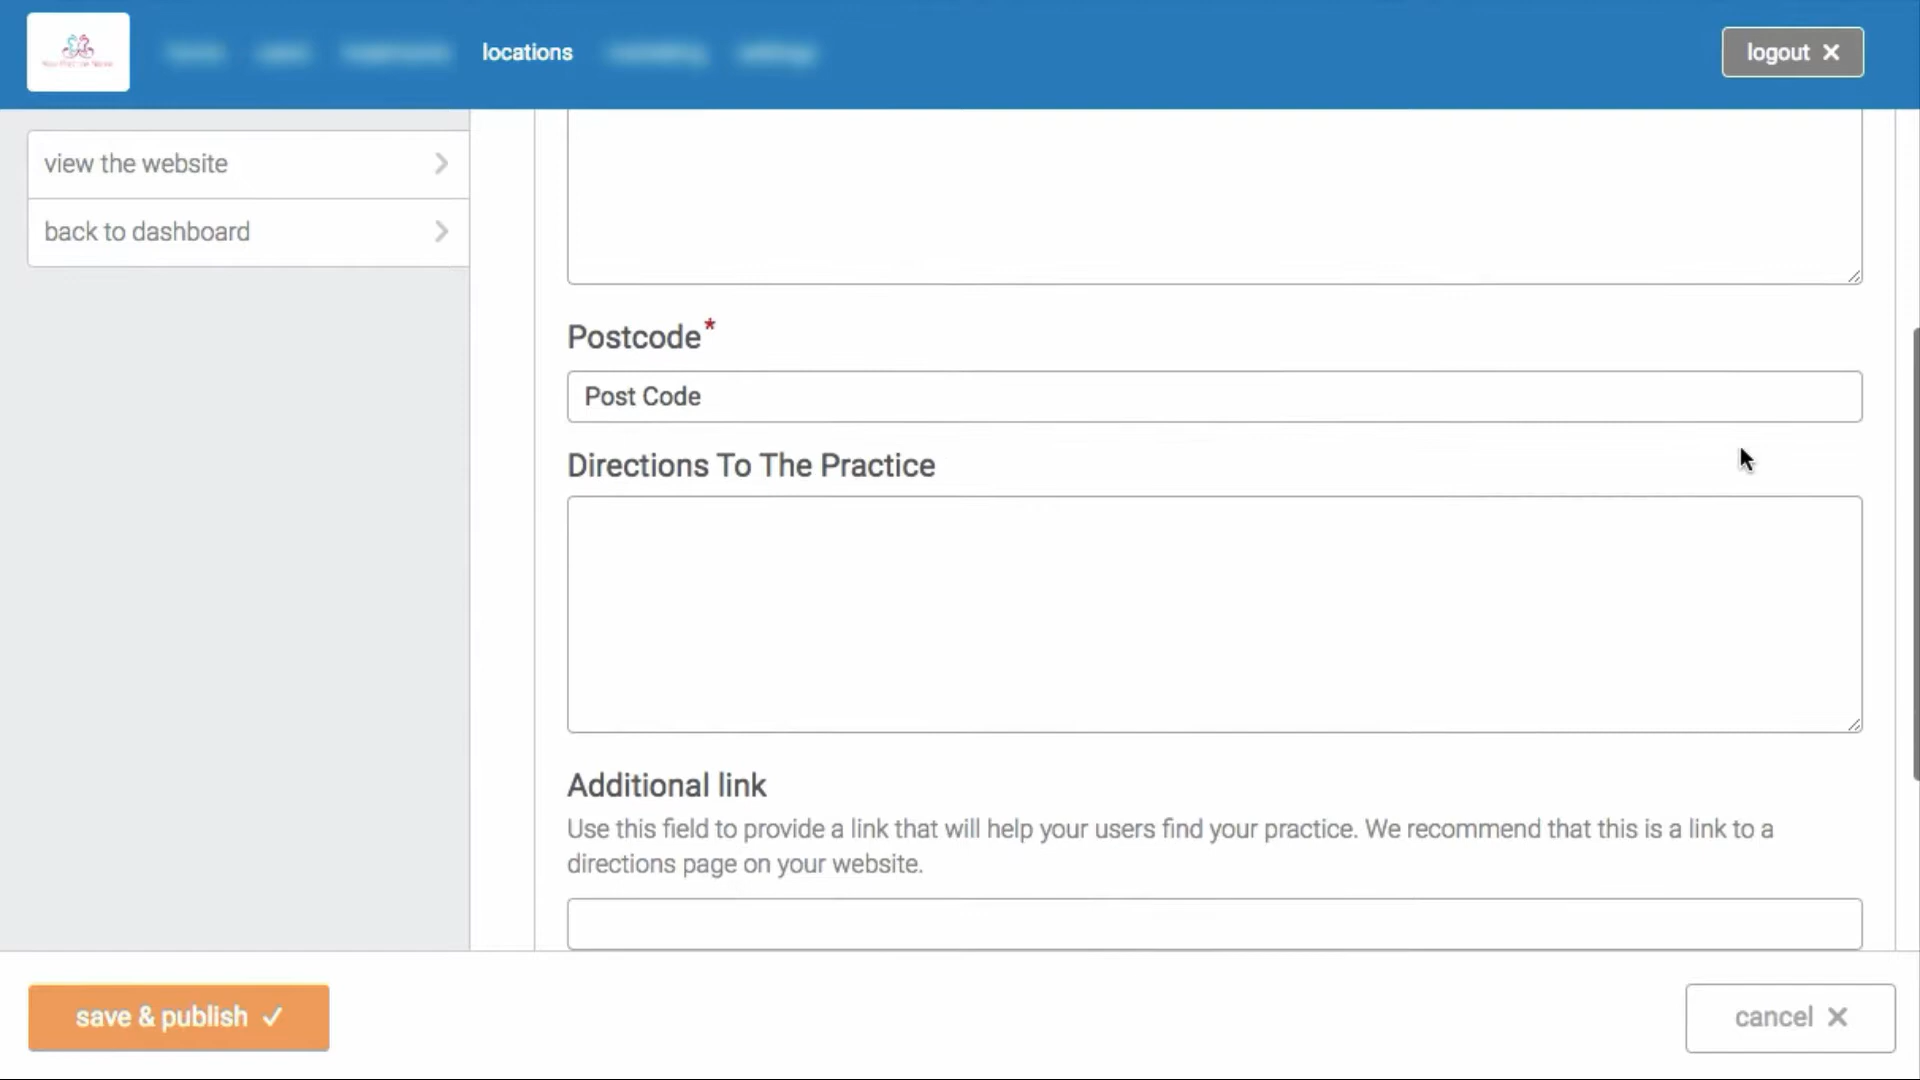 locations
logout
view the website
back to dashboard
Postcode*
Post Code
Directions To The Practice
Additional link
Use this field to provide a link that will help your users find your practice. We recommend that this is a link to a
directions page on your website.
save & publish
cancel